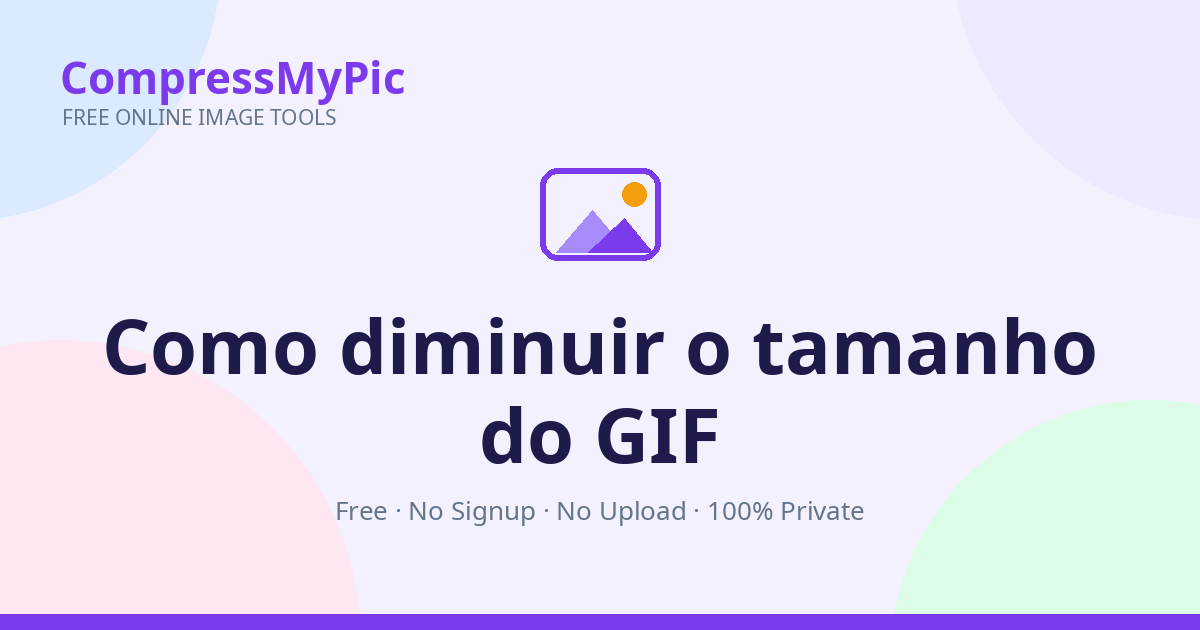 CompressMyPic
FREE ONLINE IMAGE TOOLS
Como diminuir o tamanho
do GIF
Free · No Signup · No Upload · 100% Private